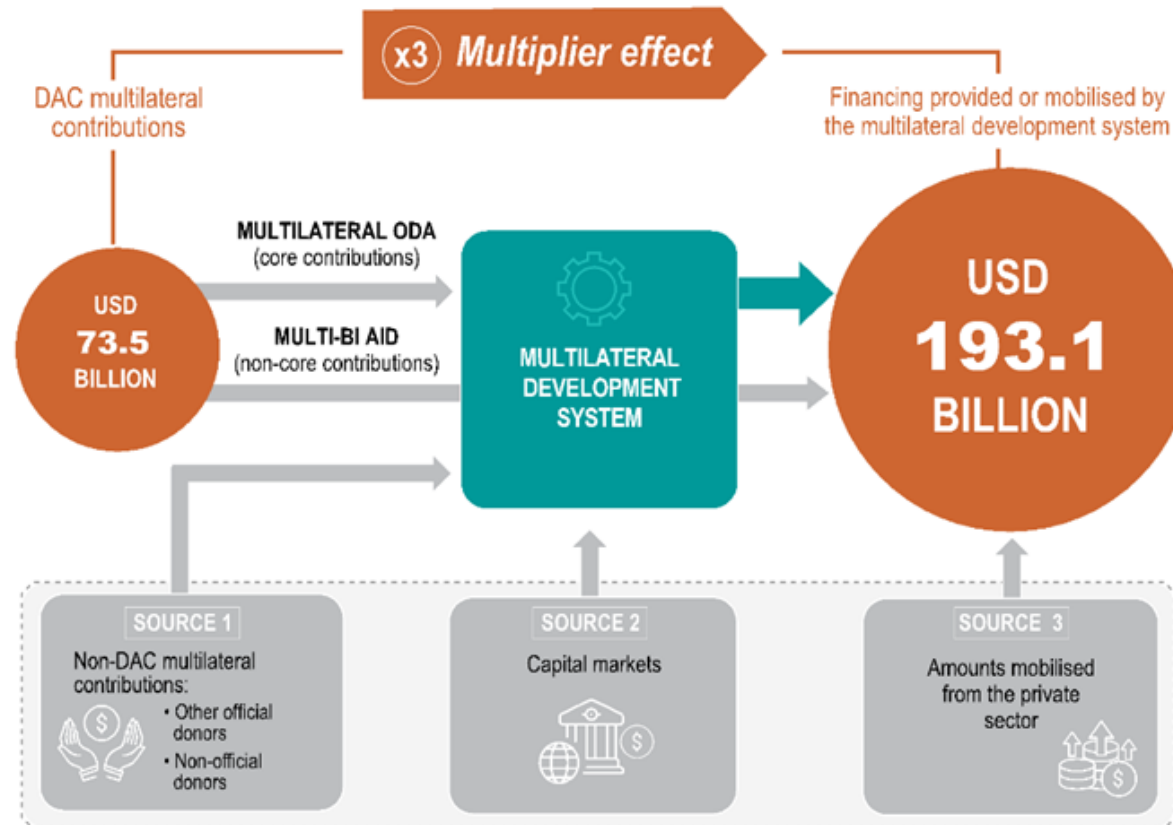 x3 Multiplier effect
DAC multilateral
contributions
Financing provided or mobilised by
the multilateral development system
MULTILATERAL ODA
(core contributions)
USD
73.5
BILLION
MULTI-BI AID
(non-core contributions)
MULTILATERAL
DEVELOPMENT
SYSTEM
USD
193.1
BILLION
SOURCE 1
Non-DAC multilateral
contributions:
• Other official
donors
• Non-official
donors
$
SOURCE 2
Capital markets
$
SOURCE 3
Amounts mobilised
from the private
sector
$